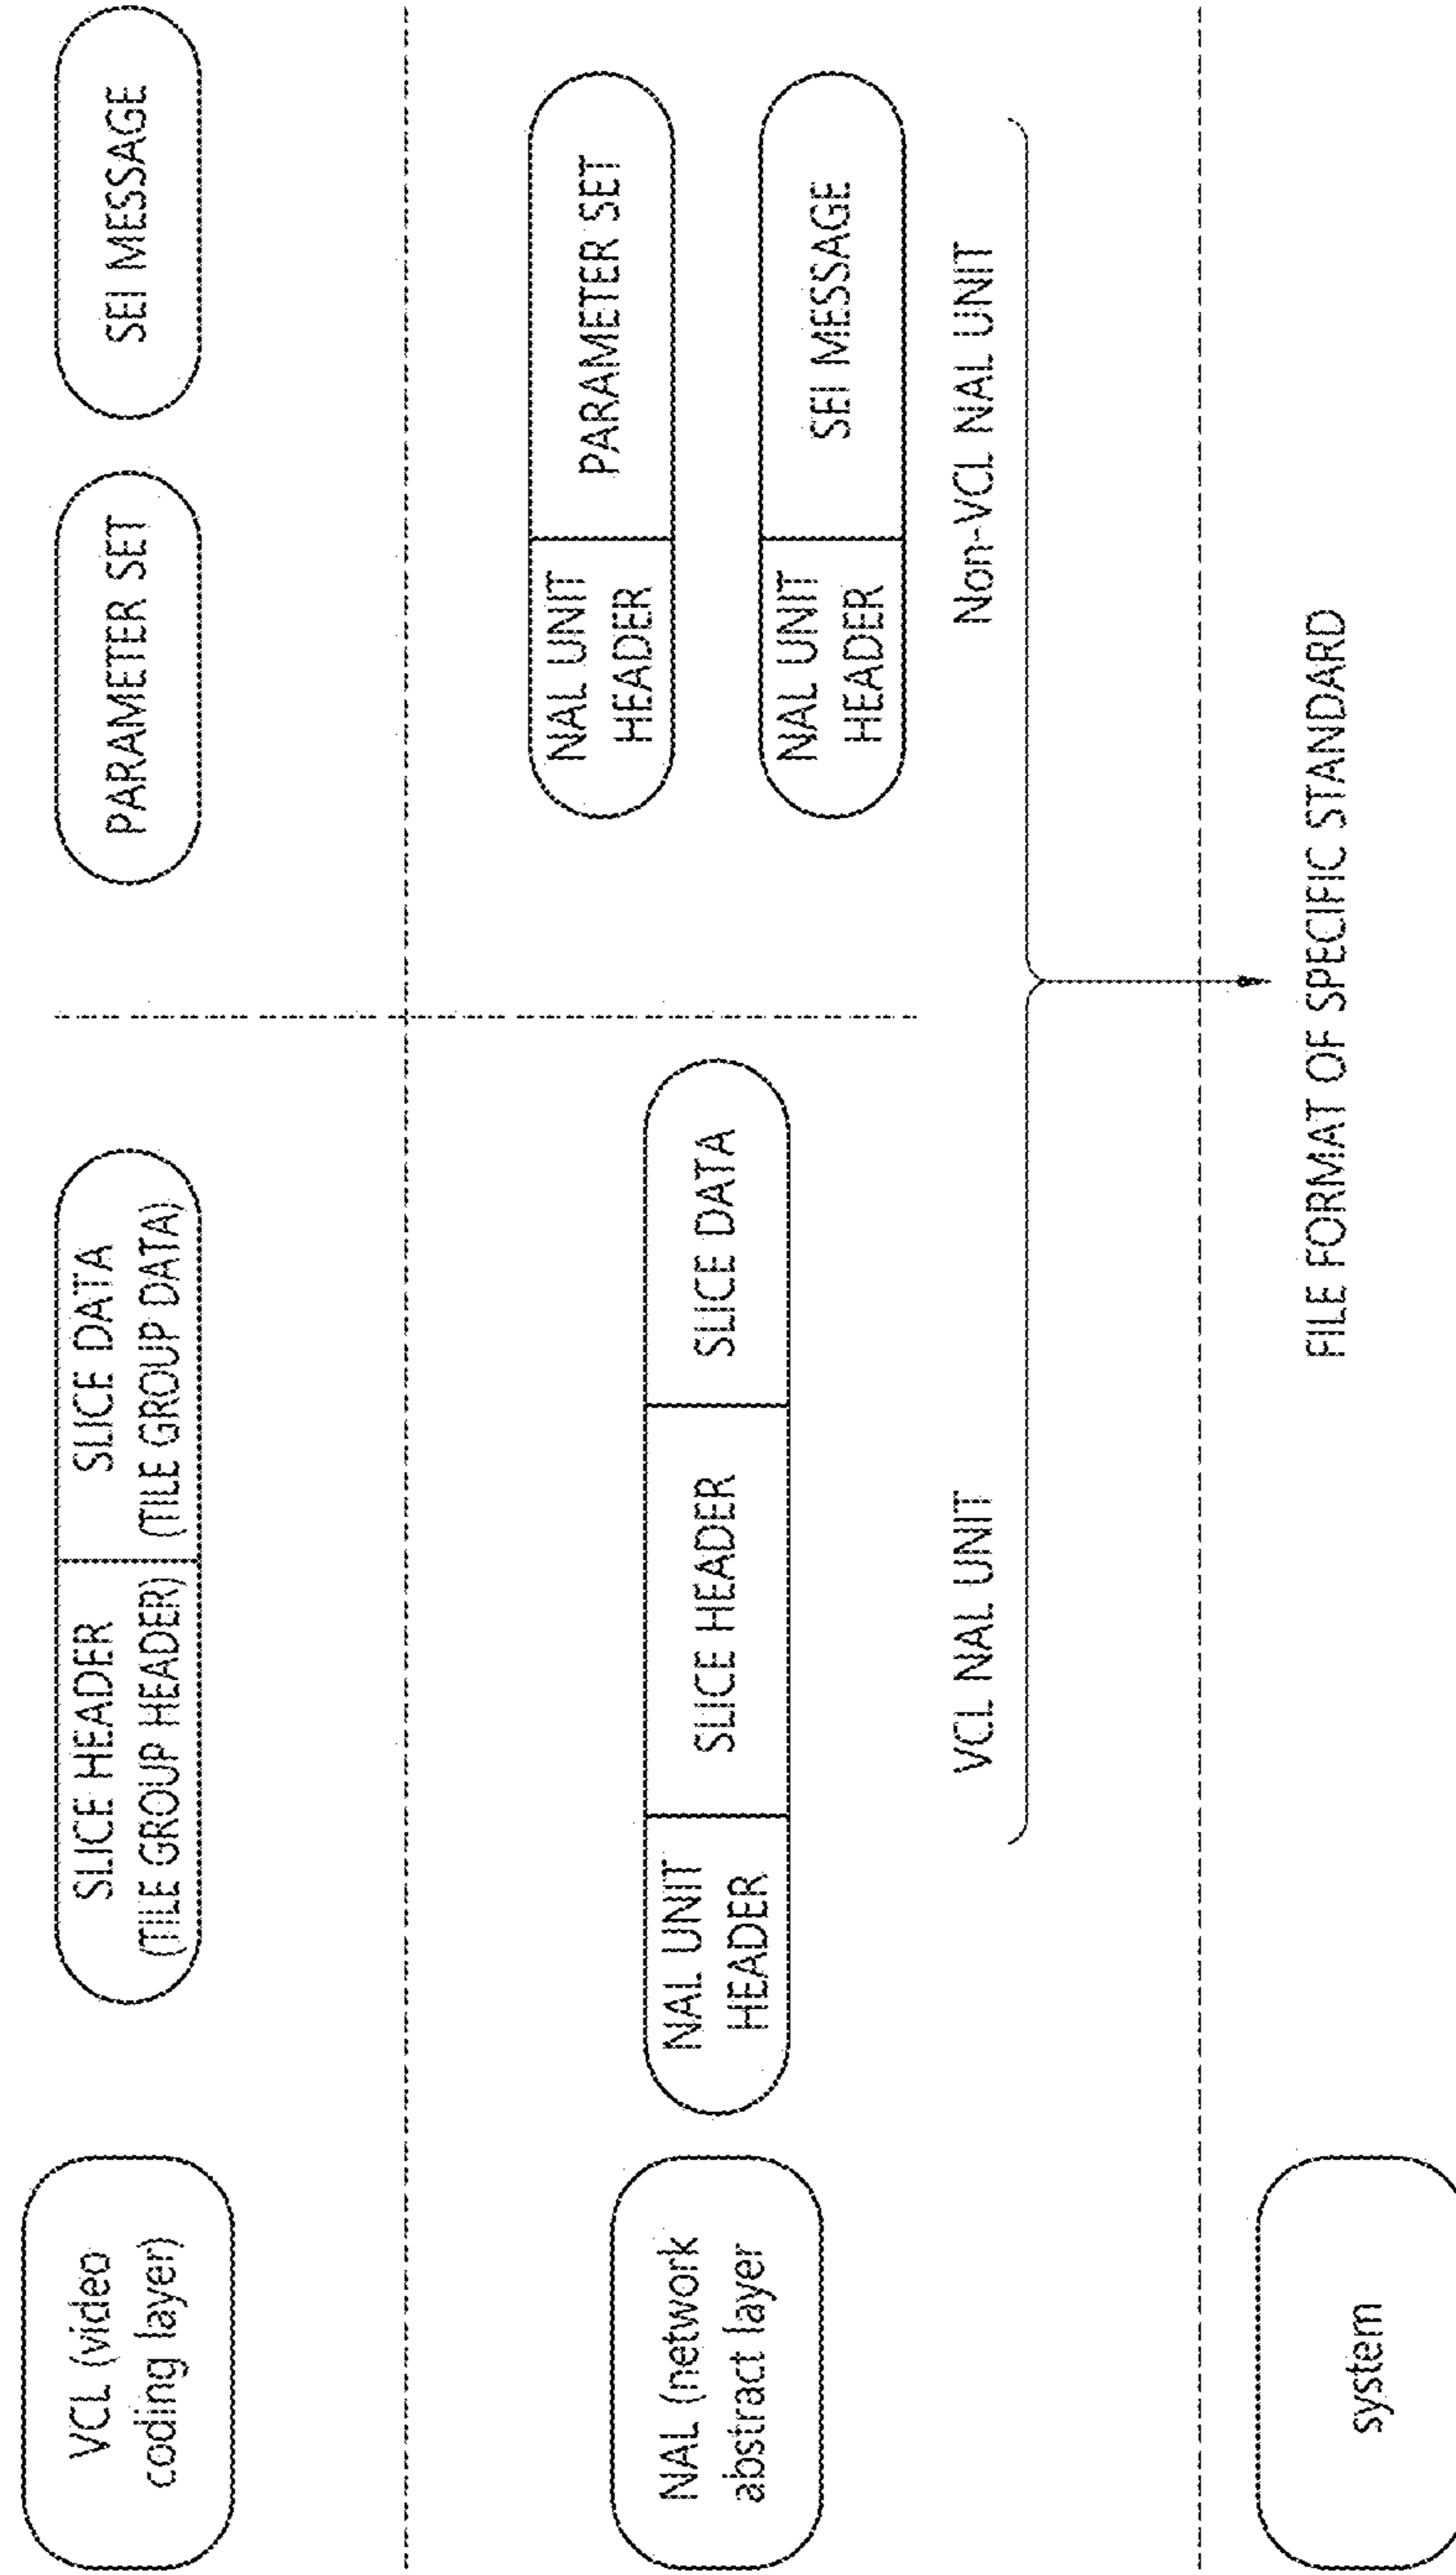 VCL (video
coding layer)
SLICE HEADER
(TILE GROUP HEADER)
SLICE DATA
(TILE GROUP DATA)
PARAMETER SET
SEI MESSAGE
NAL (network
abstract layer
NAL UNIT
HEADER
SLICE HEADER
SLICE DATA
NAL UNIT
HEADER
PARAMETER SET
NAL UNIT
HEADER
SEI MESSAGE
VCL NAL UNIT
Non-VCL NAL UNIT
system
FILE FORMAT OF SPECIFIC STANDARD